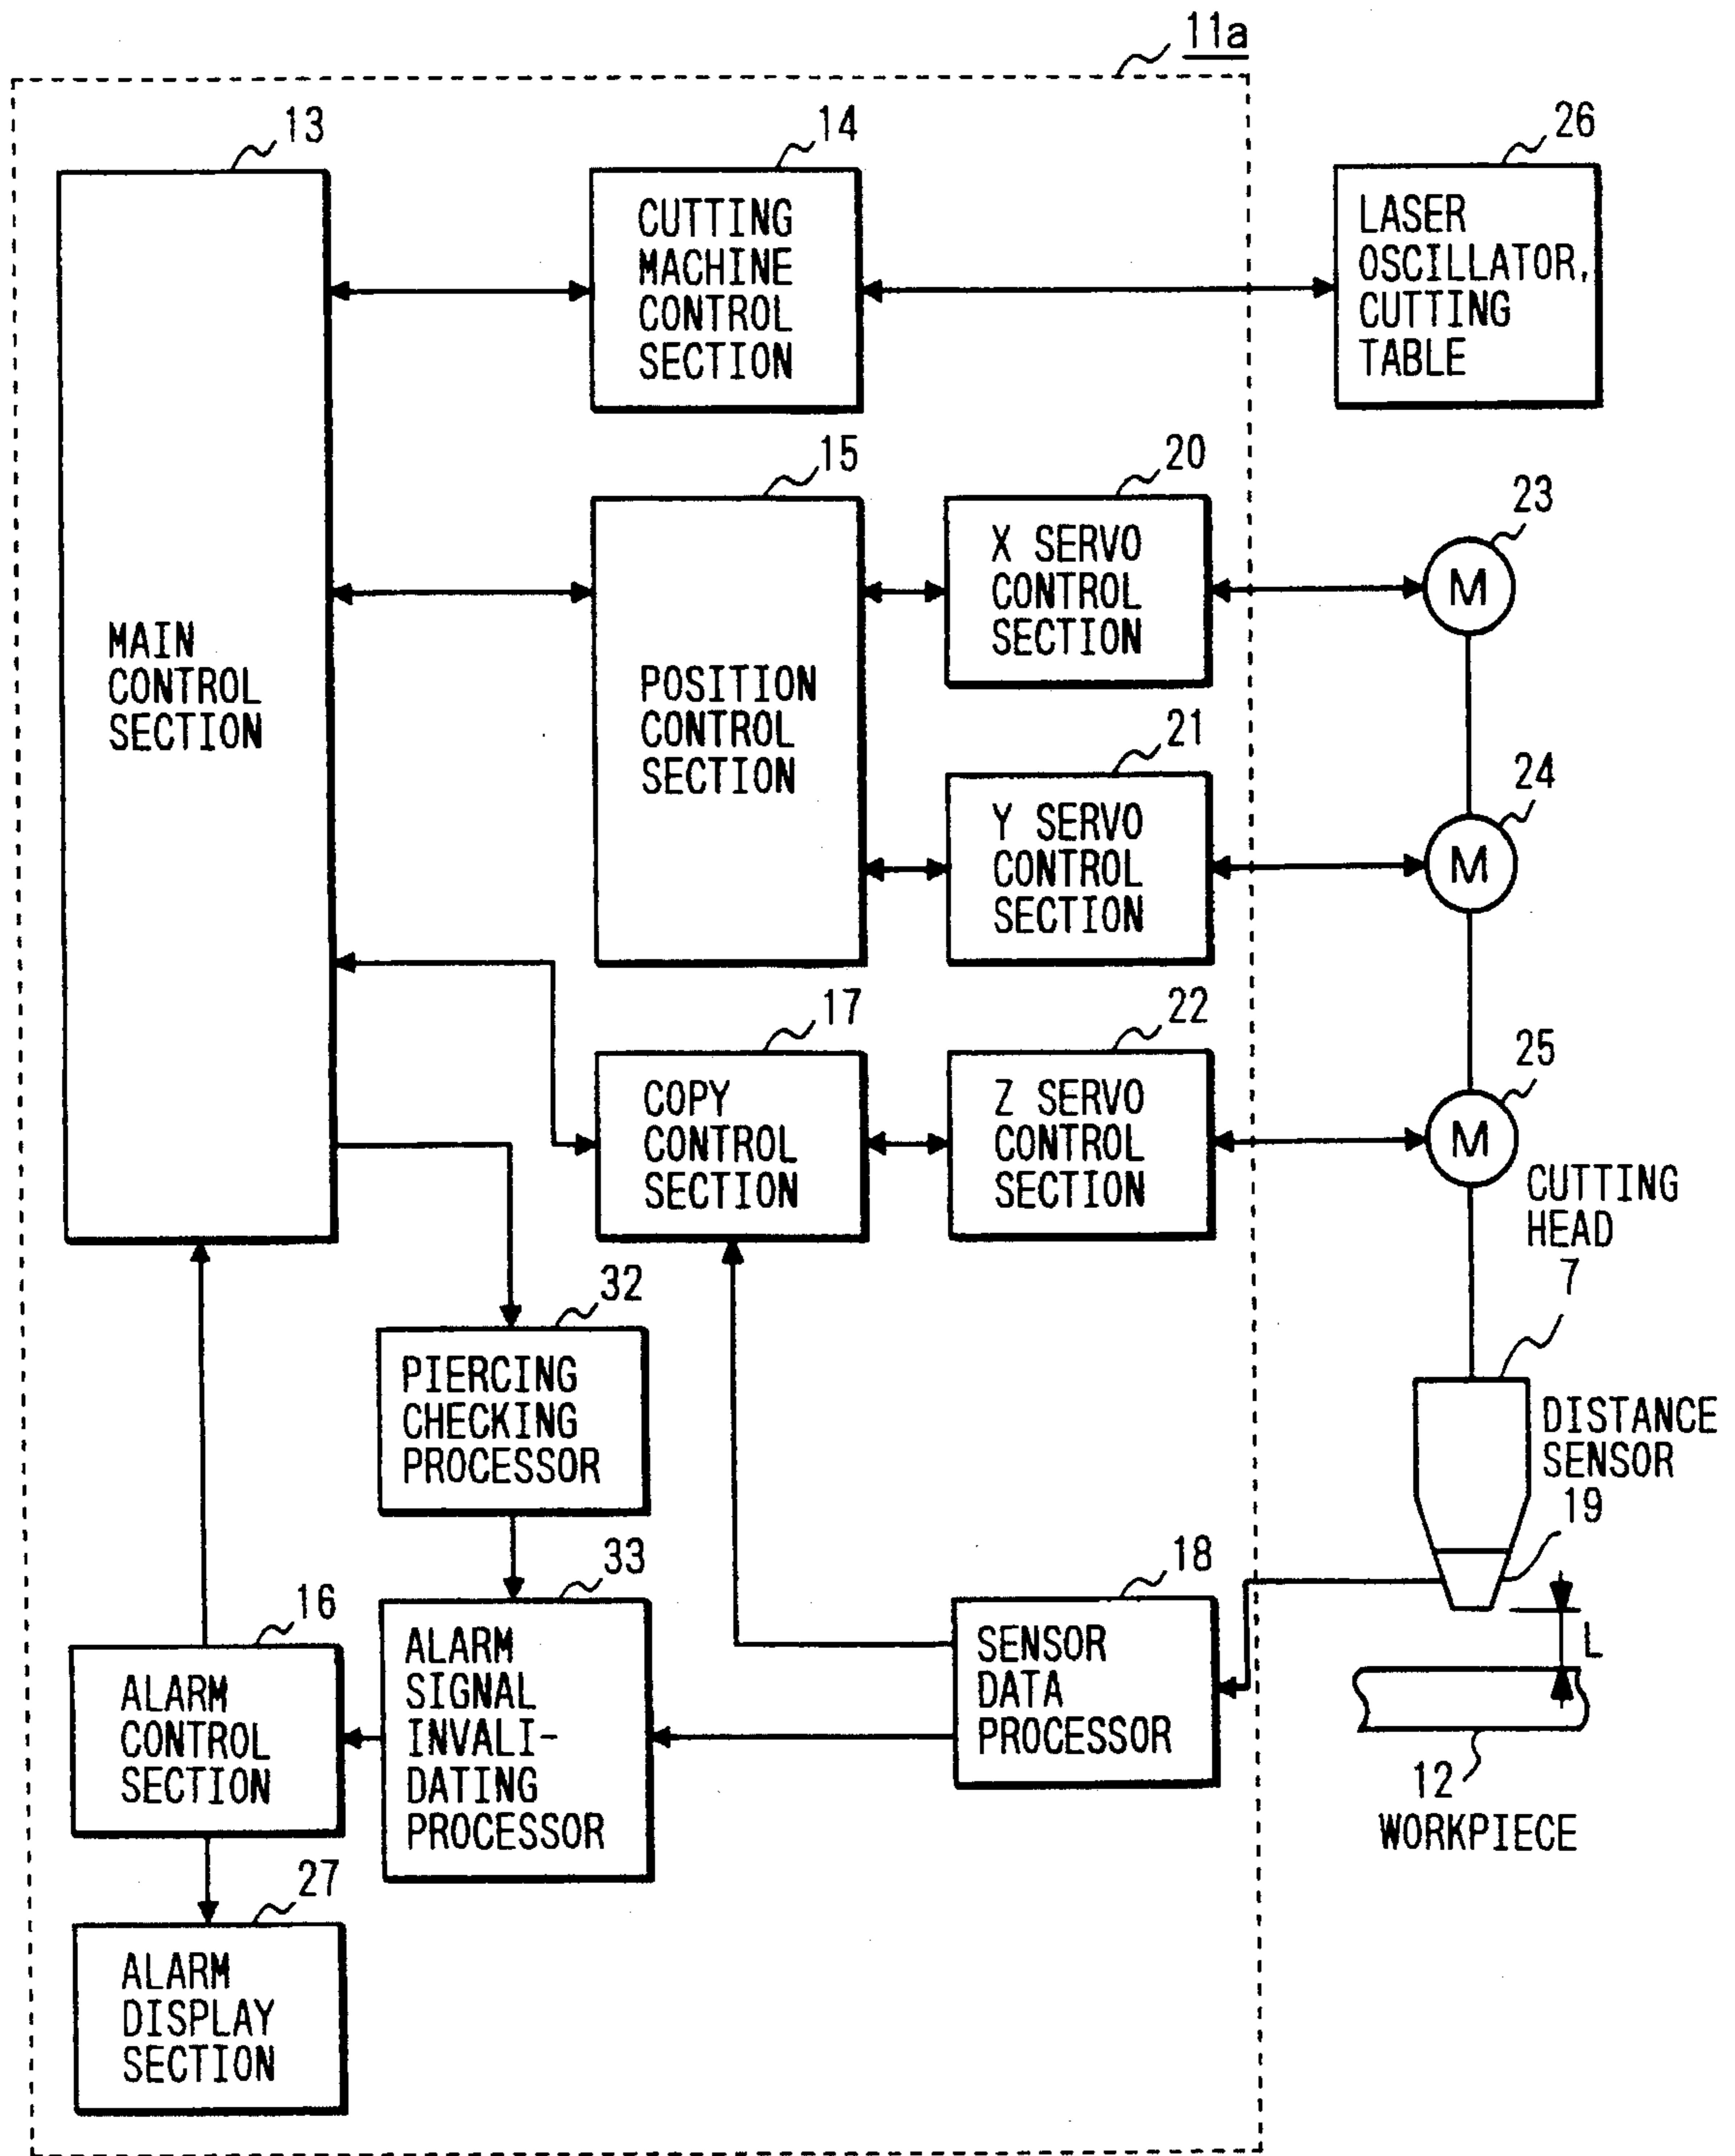 11a
13
MAIN
CONTROL
SECTION
14
CUTTING
MACHINE
CONTROL
SECTION
26
LASER
OSCILLATOR,
CUTTING
TABLE
15
POSITION
CONTROL
SECTION
20
X SERVO
CONTROL
SECTION
23
M
21
Y SERVO
CONTROL
SECTION
24
M
17
COPY
CONTROL
SECTION
22
Z SERVO
CONTROL
SECTION
25
M
CUTTING
HEAD
7
32
PIERCING
CHECKING
PROCESSOR
DISTANCE
SENSOR
19
L
12
WORKPIECE
18
SENSOR
DATA
PROCESSOR
33
ALARM
SIGNAL
INVALI-
DATING
PROCESSOR
16
ALARM
CONTROL
SECTION
27
ALARM
DISPLAY
SECTION